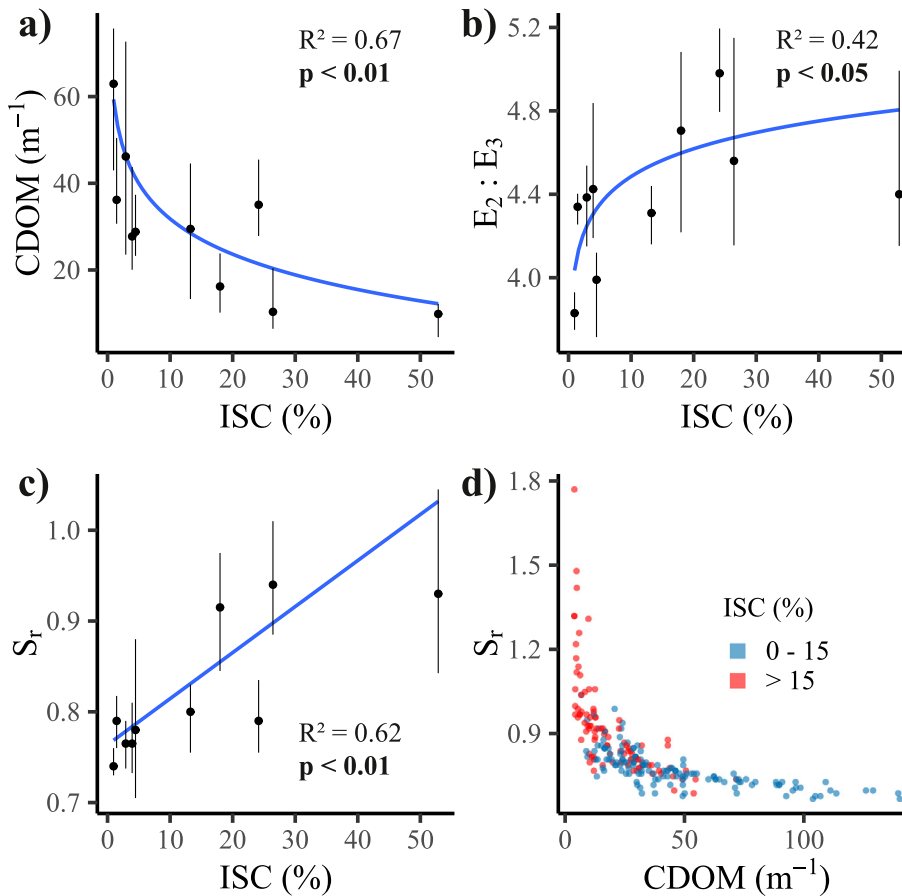 a)
R² = 0.67
p < 0.01
CDOM (m⁻¹)
60
40
20
0 10 20 30 40 50
ISC (%)
b)
R² = 0.42
p < 0.05
E₂ : E₃
5.2
4.8
4.4
4.0
0 10 20 30 40 50
ISC (%)
c)
Sᵣ
1.0
0.9
0.8
0.7
R² = 0.62
p < 0.01
0 10 20 30 40 50
ISC (%)
d)
Sᵣ
1.8
1.5
1.2
0.9
ISC (%)
0 - 15
> 15
0 50 100
CDOM (m⁻¹)